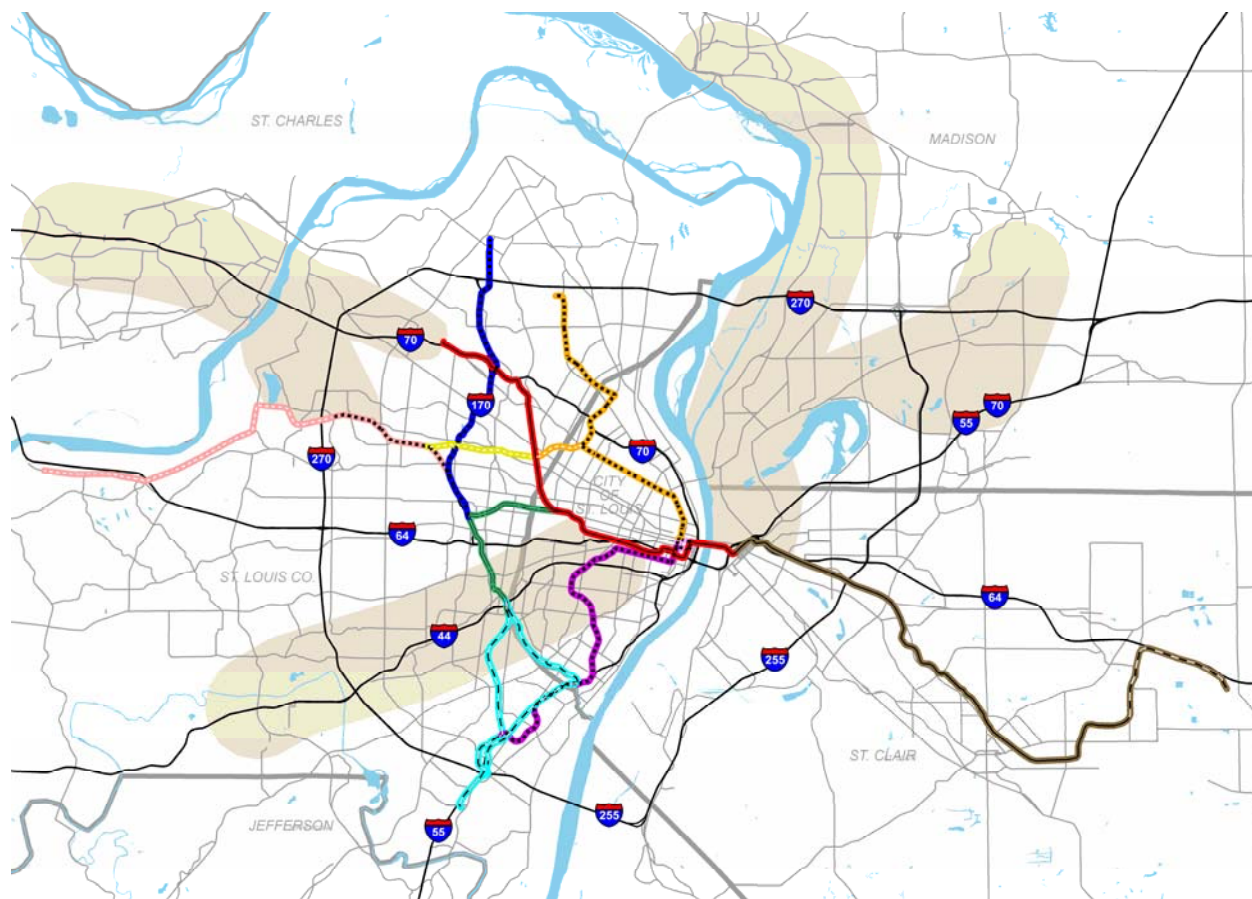 ST. CHARLES
MADISON
270
70
170
70
55
70
270
CITY
OF
ST. LOUIS
64
ST. LOUIS CO.
64
44
255
ST. CLAIR
255
JEFFERSON
55